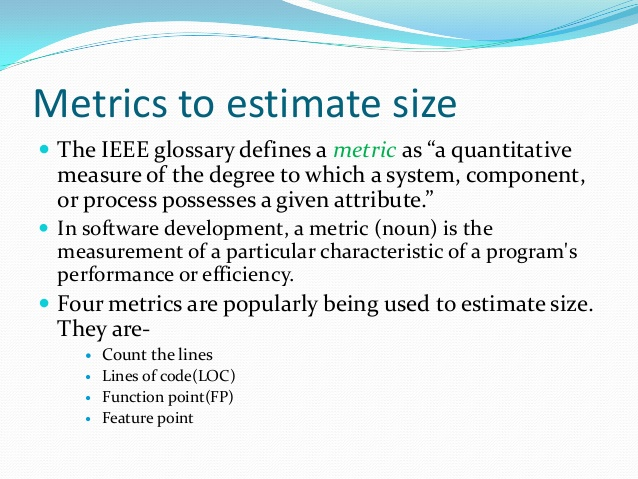 Metrics to estimate size
The IEEE glossary defines a metric as “a quantitative
measure of the degree to which a system, component,
or process possesses a given attribute.”
In software development, a metric (noun) is the
measurement of a particular characteristic of a program's
performance or efficiency.
Four metrics are popularly being used to estimate size.
They are-
Count the lines
Lines of code(LOC)
Function point(FP)
Feature point